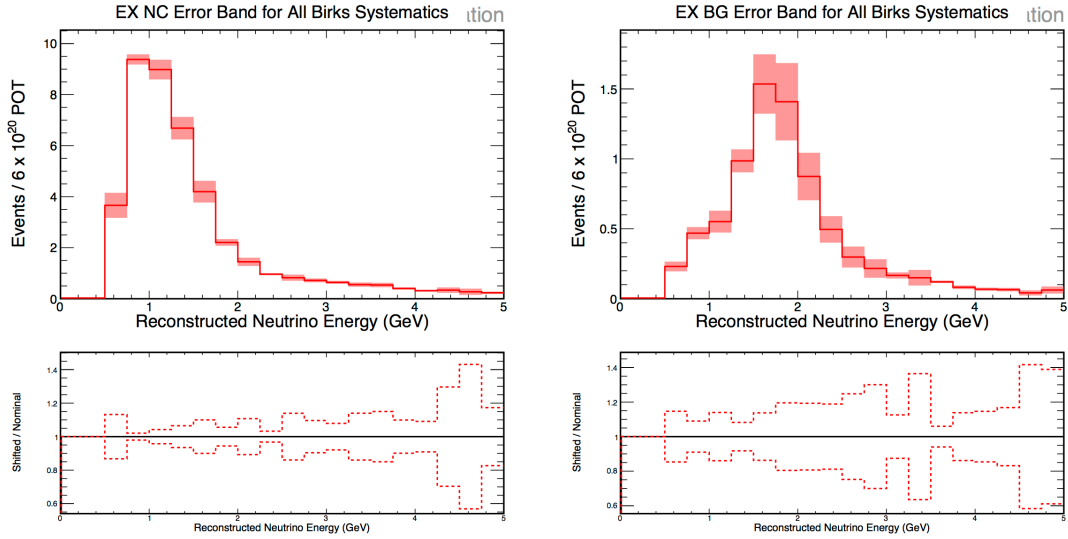 EX NC Error Band for All Birks Systematics
Events / 6 x 10^20 POT
10
8
6
4
2
0
0 1 2 3 4 5
Reconstructed Neutrino Energy (GeV)
Shifted / Nominal
1.4
1.2
1
0.8
0.6
0 1 2 3 4 5
Reconstructed Neutrino Energy (GeV)
EX BG Error Band for All Birks Systematics
Events / 6 x 10^20 POT
1.5
1
0.5
0
0 1 2 3 4 5
Reconstructed Neutrino Energy (GeV)
Shifted / Nominal
1.4
1.2
1
0.8
0.6
0 1 2 3 4 5
Reconstructed Neutrino Energy (GeV)